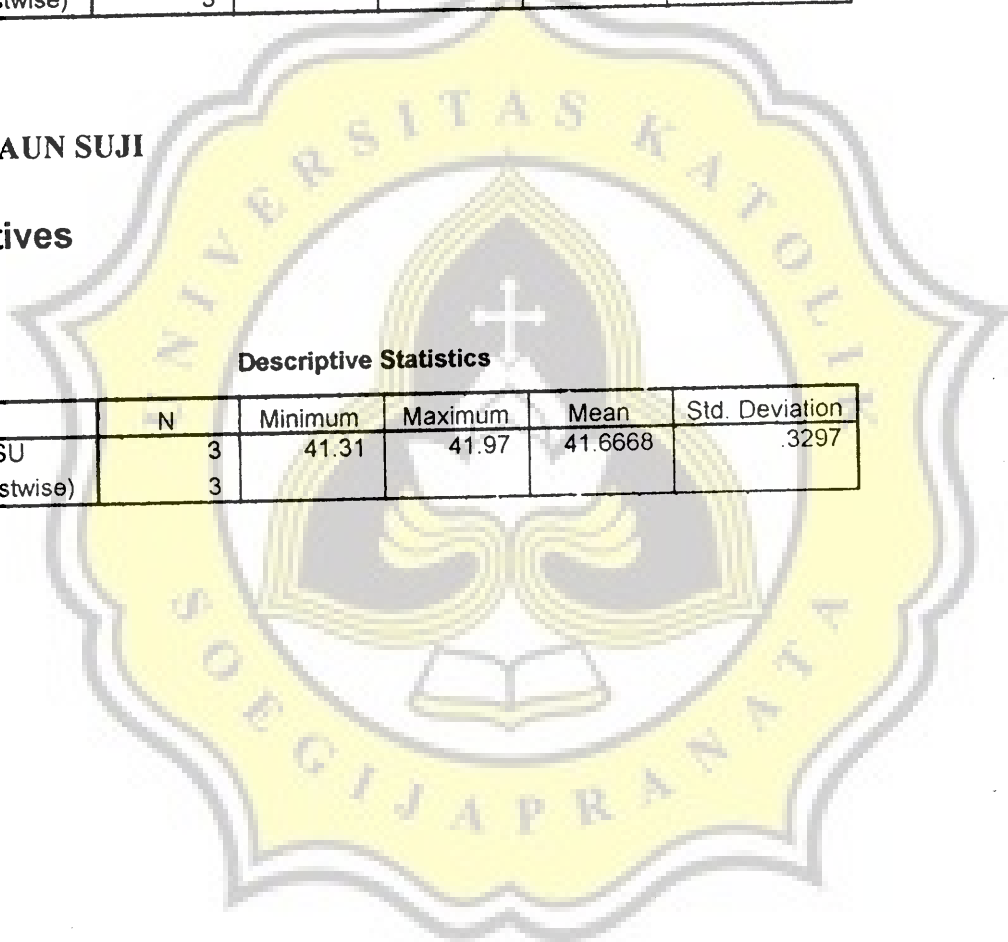 stwise) 3
AUN SUJI
tives
Descriptive Statistics
N Minimum Maximum Mean Std. Deviation
SU 3 41.31 41.97 41.6668 .3297
stwise) 3
UNIVERSITAS KATOLIK
SOEGIJAPRANATA